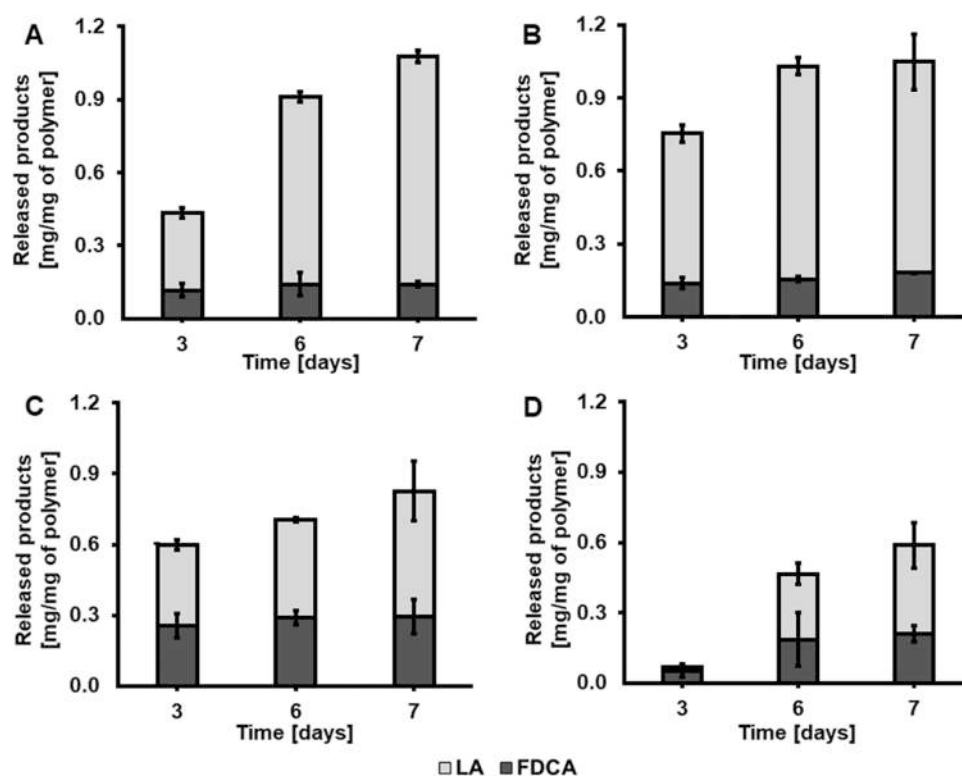 A
Released products
[mg/mg of polymer]
1.2
0.9
0.6
0.3
0.0
3 6 7
Time [days]
B
Released products
[mg/mg of polymer]
1.2
0.9
0.6
0.3
0.0
3 6 7
Time [days]
C
Released products
[mg/mg of polymer]
1.2
0.9
0.6
0.3
0.0
3 6 7
Time [days]
D
Released products
[mg/mg of polymer]
1.2
0.9
0.6
0.3
0.0
3 6 7
Time [days]
LA FDCA